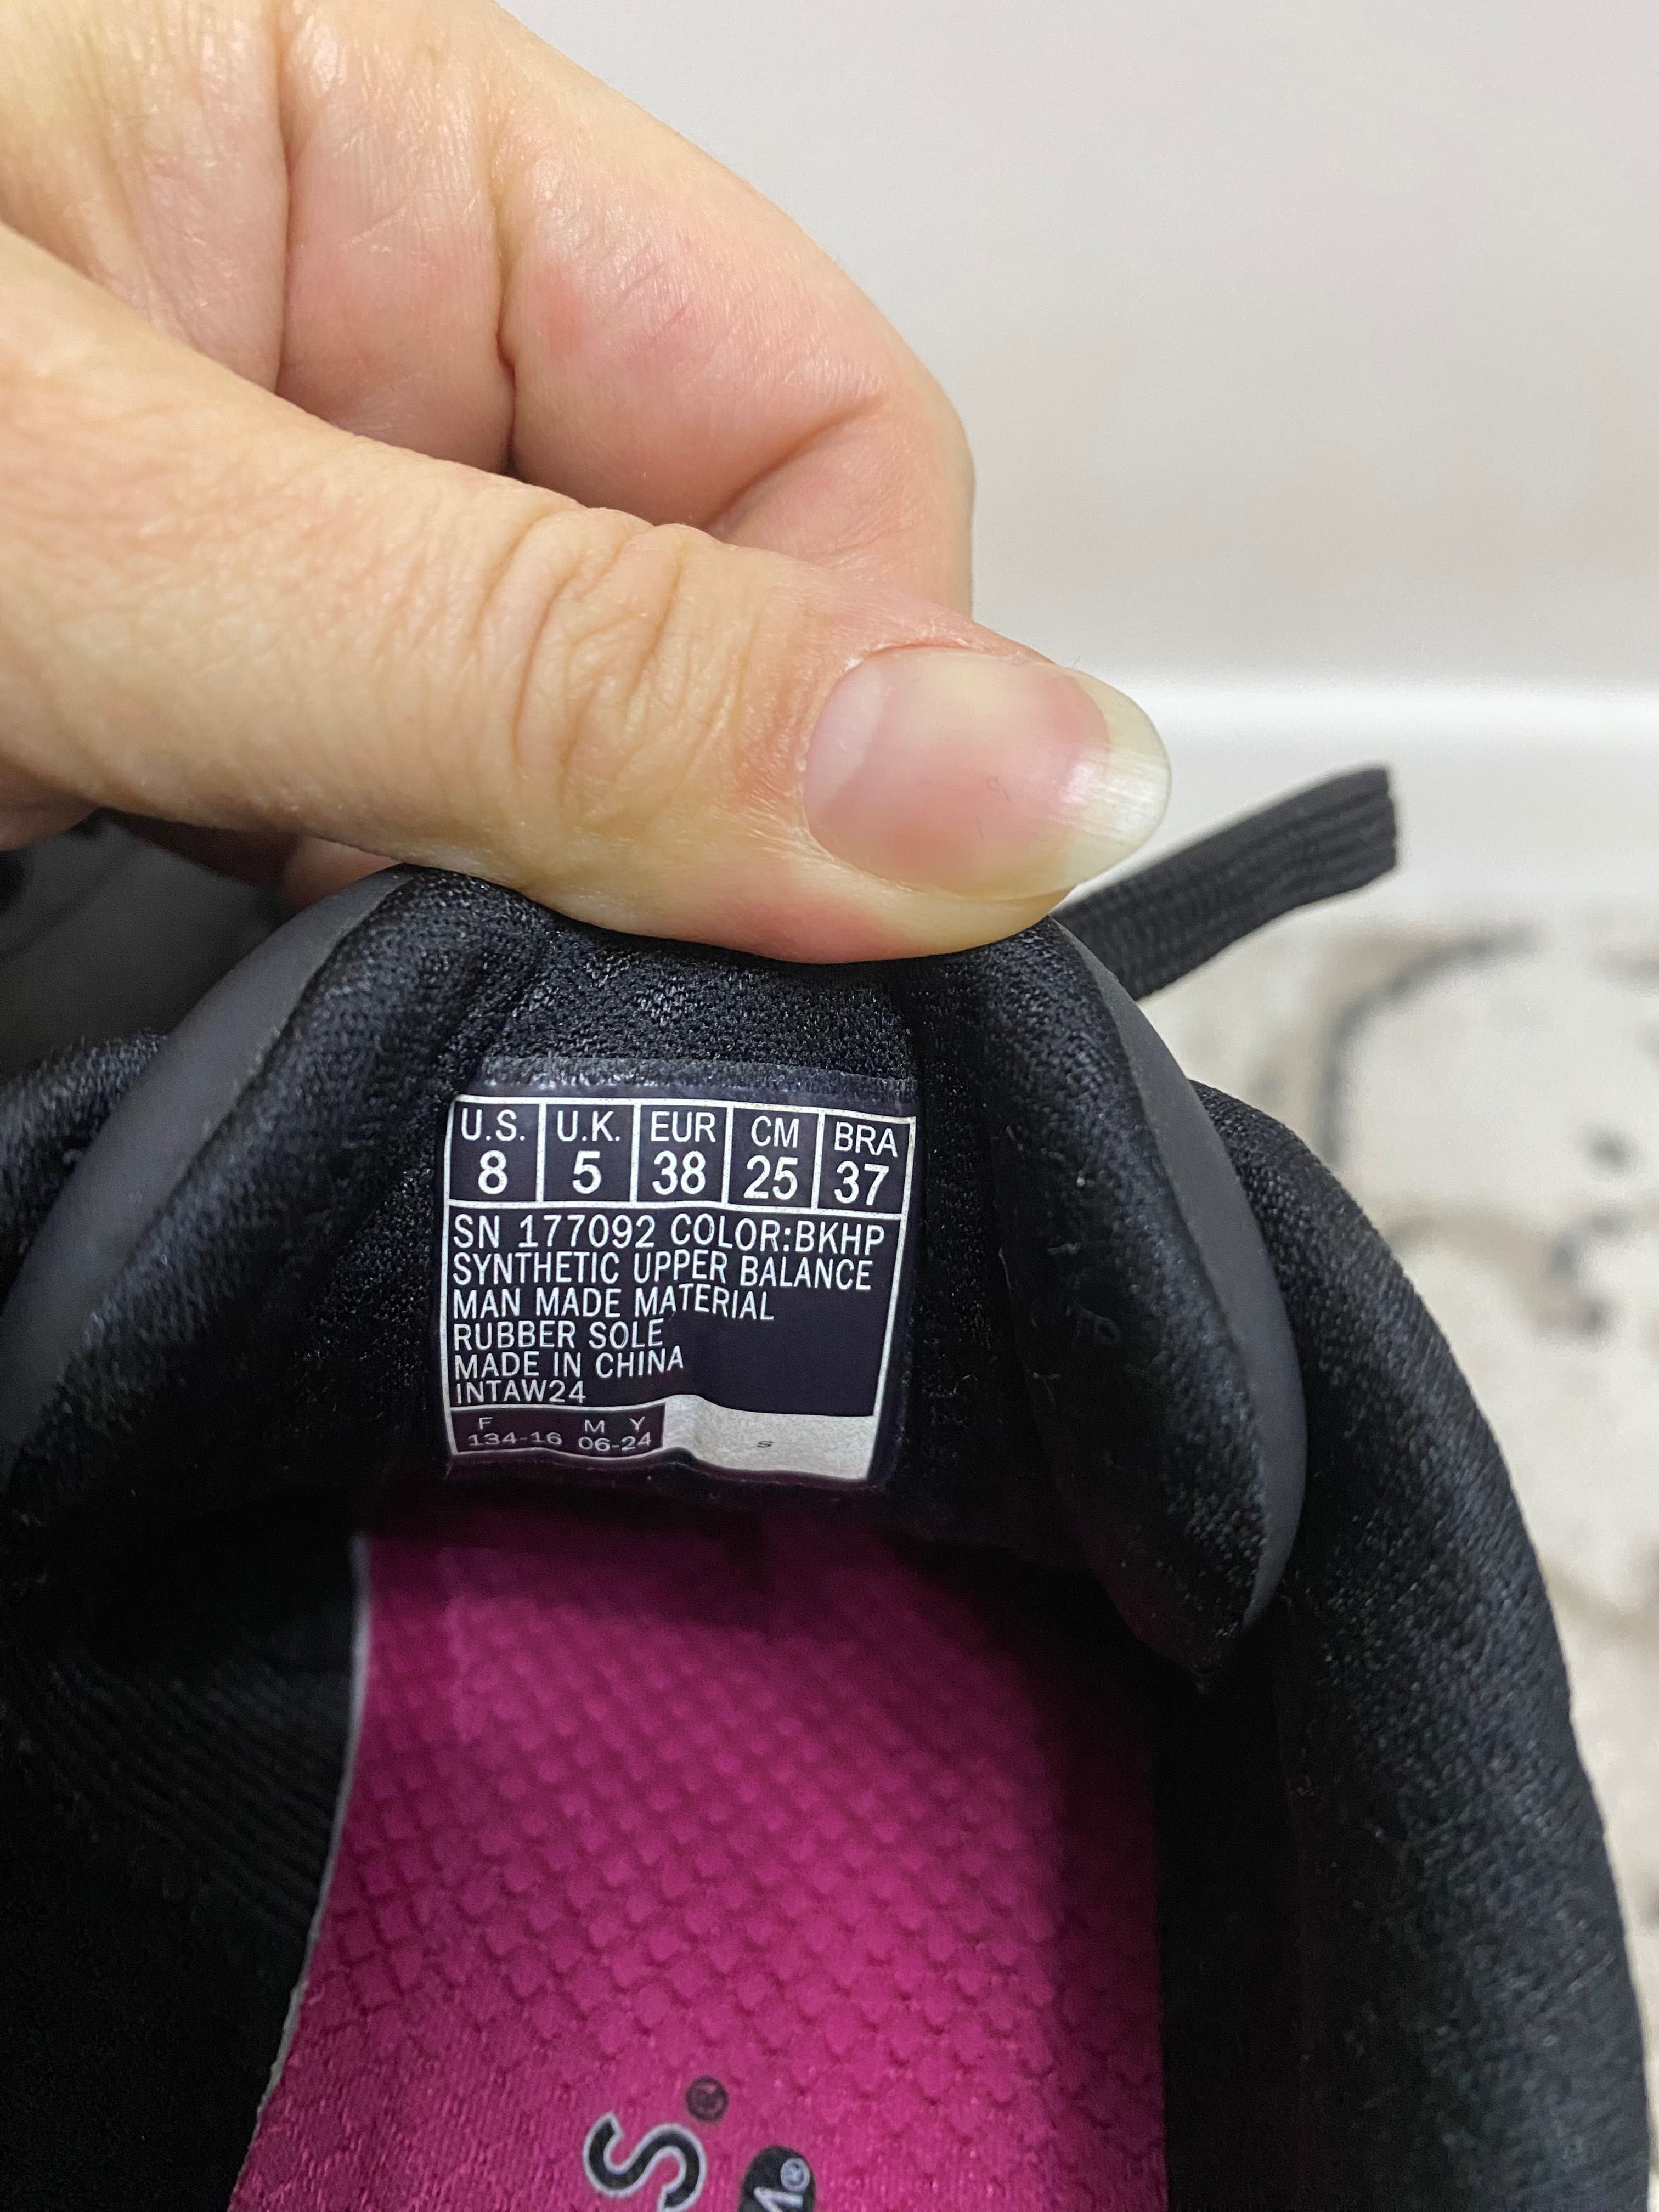 U.S. U.K. EUR CM BRA
8 5 38 25 37
SN 177092 COLOR:BKHP
SYNTHETIC UPPER BALANCE
MAN MADE MATERIAL
RUBBER SOLE
MADE IN CHINA
INTAW24
F M Y
134-16 06-24
S
S.®
M®